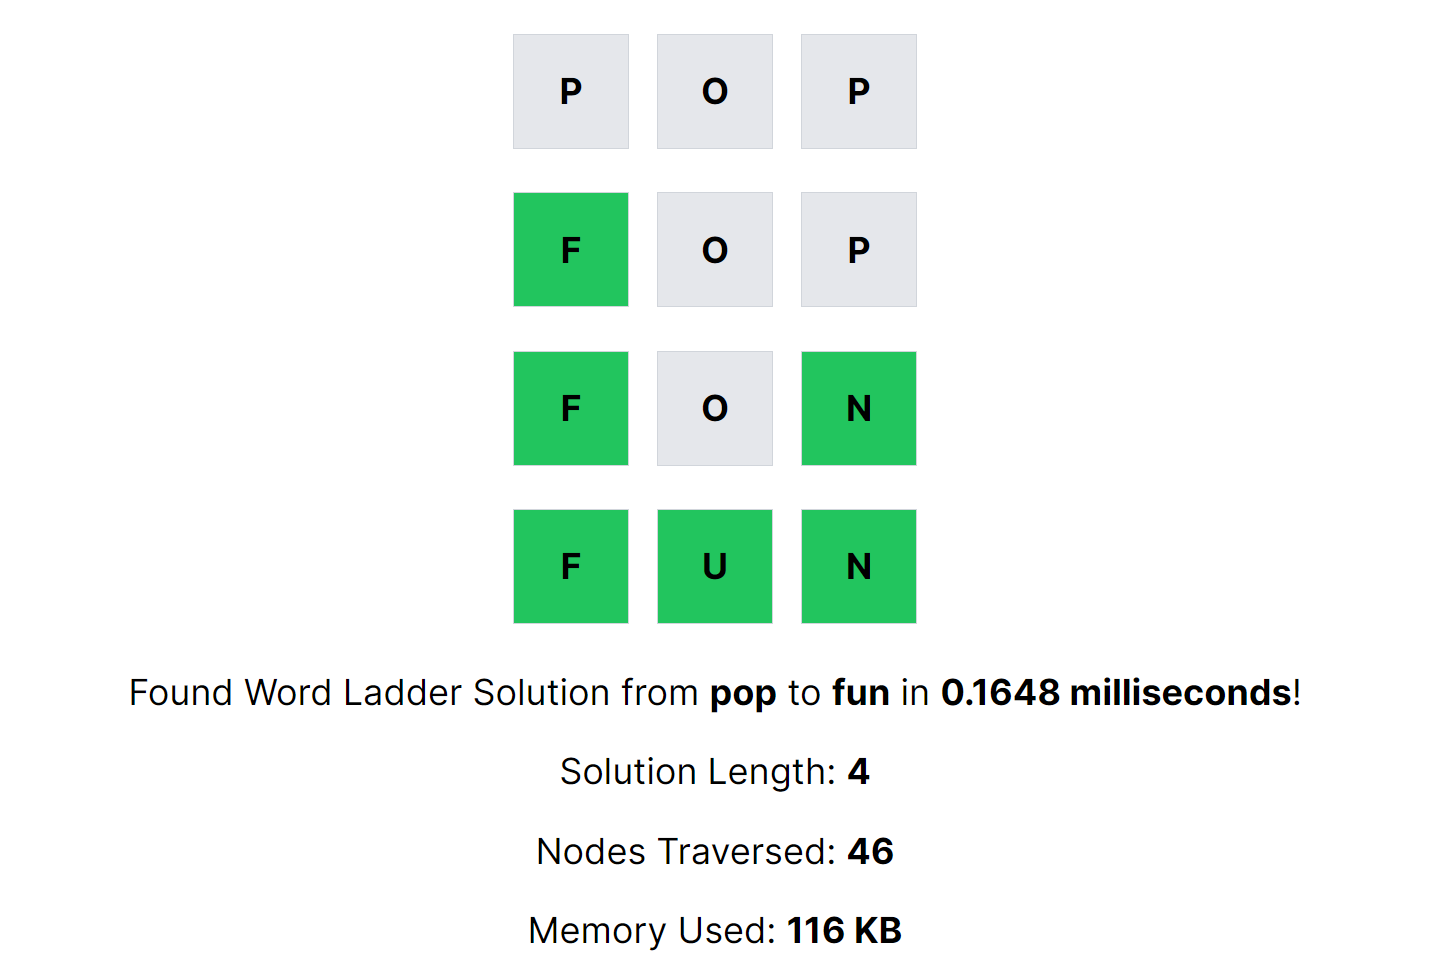 P O P
F O P
F O N
F U N
Found Word Ladder Solution from pop to fun in 0.1648 milliseconds!
Solution Length: 4
Nodes Traversed: 46
Memory Used: 116 KB